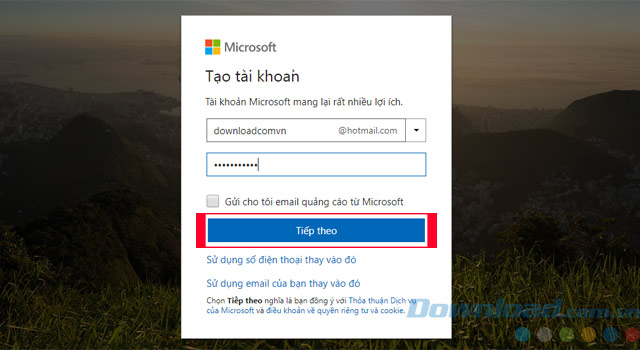 Microsoft
Tạo tài khoản
Tài khoản Microsoft mang lại rất nhiều lợi ích.
downloadcomvn @hotmail.com
•••••••••••
Gửi cho tôi email quảng cáo từ Microsoft
Tiếp theo
Sử dụng số điện thoại thay vào đó
Sử dụng email của bạn thay vào đó
Chọn Tiếp theo nghĩa là bạn đồng ý với Thỏa thuận Dịch vụ
của Microsoft và điều khoản về quyền riêng tư và cookie.
Download.com.vn